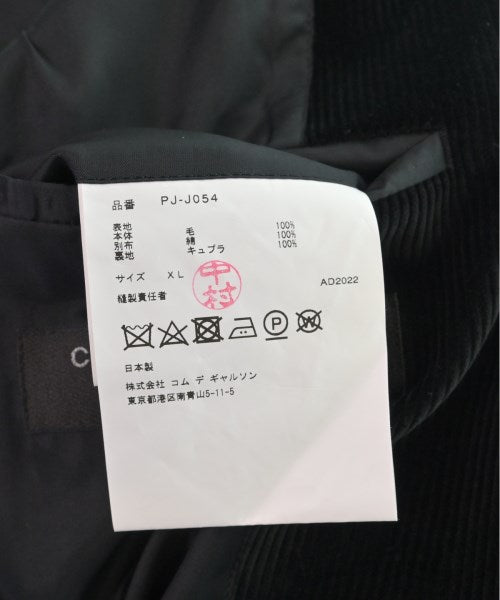 品番 PJ-J054
表地
本体 毛 100%
別布 綿 100%
裏地 キュプラ 100%
サイズ XL
中村
AD2022
縫製責任者
日本製
株式会社 コム デ ギャルソン
東京都港区南青山5-11-5
C